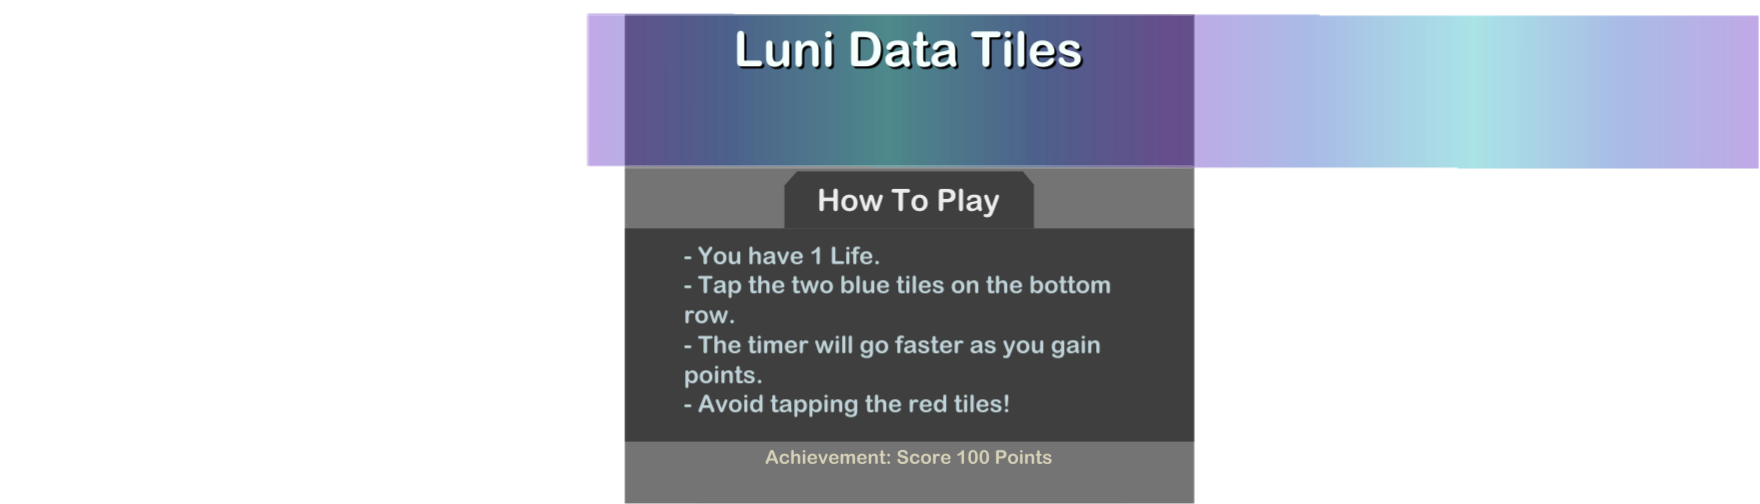 Luni Data Tiles
How To Play
- You have 1 Life.
- Tap the two blue tiles on the bottom
row.
- The timer will go faster as you gain
points.
- Avoid tapping the red tiles!
Achievement: Score 100 Points